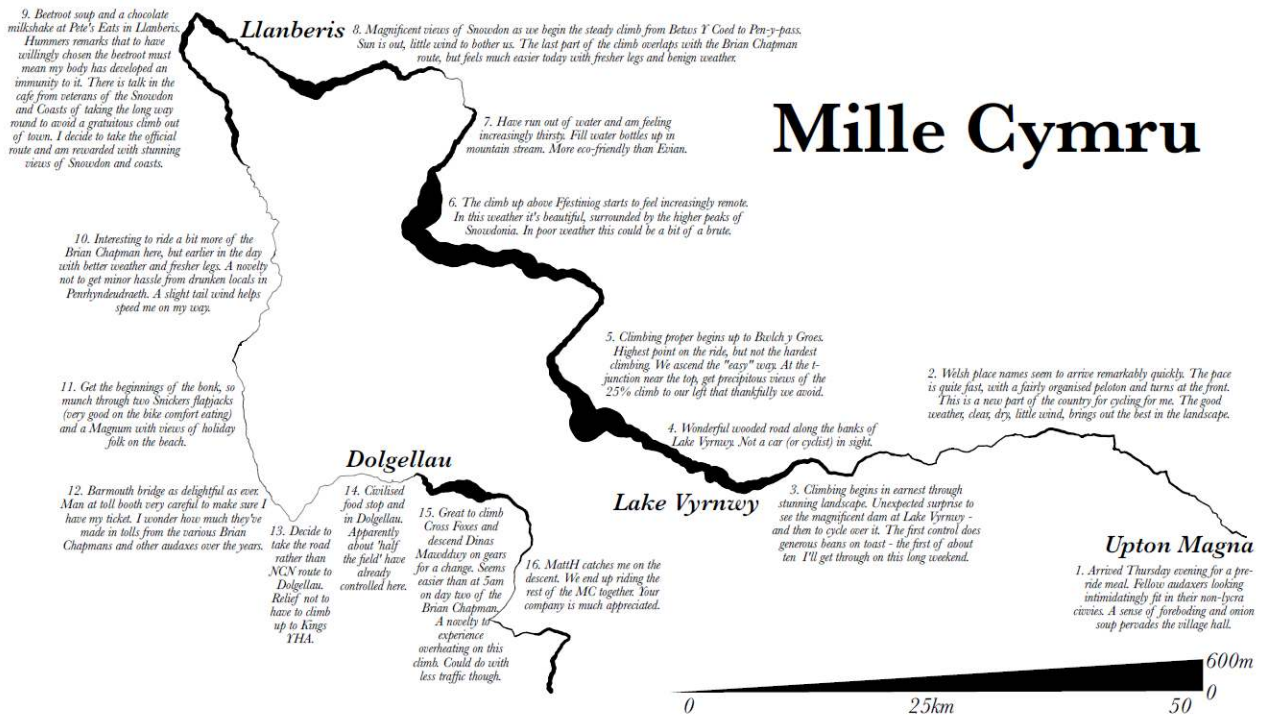 Mille Cymru
Upton Magna
1. Arrived Thursday evening for a pre-
ride meal. Fellow audaxers looking
intimidatingly fit in their non-lycra
civvies. A sense of foreboding and onion
soup pervades the village hall.
2. Welsh place names seem to arrive remarkably quickly. The pace
is quite fast, with a fairly organised peloton and turns at the front.
This is a new part of the country for cycling for me. The good
weather, clear, dry, little wind, brings out the best in the landscape.
3. Climbing begins in earnest through
stunning landscape. Unexpected surprise to
see the magnificent dam at Lake Vyrnwy -
and then to cycle over it. The first control does
generous beans on toast - the first of about
ten I'll get through on this long weekend.
Lake Vyrnwy
4. Wonderful wooded road along the banks of
Lake Vyrnwy. Not a car (or cyclist) in sight.
5. Climbing proper begins up to Bwlch y Groes.
Highest point on the ride, but not the hardest
climbing. We ascend the "easy" way. At the t-
junction near the top, get precipitous views of the
25% climb to our left that thankfully we avoid.
6. The climb up above Ffestiniog starts to feel increasingly remote.
In this weather it's beautiful, surrounded by the higher peaks of
Snowdonia. In poor weather this could be a bit of a brute.
7. Have run out of water and am feeling
increasingly thirsty. Fill water bottles up in
mountain stream. More eco-friendly than Evian.
8. Magnificent views of Snowdon as we begin the steady climb from Betws Y Coed to Pen-y-pass.
Sun is out, little wind to bother us. The last part of the climb overlaps with the Brian Chapman
route, but feels much easier today with fresher legs and benign weather.
Llanberis
9. Beetroot soup and a chocolate
milkshake at Pete's Eats in Llanberis.
Hummers remarks that to have
willingly chosen the beetroot must
mean my body has developed an
immunity to it. There is talk in the
cafe from veterans of the Snowdon
and Coasts of taking the long way
round to avoid a gratuitous climb out
of town. I decide to take the official
route and am rewarded with stunning
views of Snowdon and coasts.
10. Interesting to ride a bit more of the
Brian Chapman here, but earlier in the day
with better weather and fresher legs. A novelty
not to get minor hassle from drunken locals in
Penrhyndeudraeth. A slight tail wind helps
speed me on my way.
11. Get the beginnings of the bonk, so
munch through two Snickers flapjacks
(very good on the bike comfort eating)
and a Magnum with views of holiday
folk on the beach.
12. Barmouth bridge as delightful as ever.
Man at toll booth very careful to make sure I
have my ticket. I wonder how much they've
made in tolls from the various Brian
Chapmans and other audaxes over the years.
13. Decide to
take the road
rather than
NCN route to
Dolgellau.
Relief not to
have to climb
up to Kings
YHA.
Dolgellau
14. Civilised
food stop and
in Dolgellau.
Apparently
about 'half
the field' have
already
controlled here.
15. Great to climb
Cross Foxes and
descend Dinas
Mawddwy on gears
for a change. Seems
easier than at 5am
on day two of the
Brian Chapman.
A novelty to
experience
overheating on this
climb. Could do with
less traffic though.
16. MattH catches me on the
descent. We end up riding the
rest of the MC together. Your
company is much appreciated.
600m
0
0 25km 50